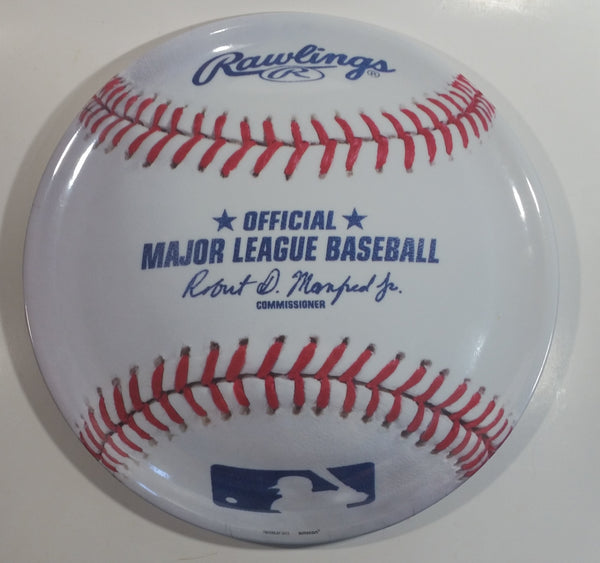 Rawlings
R ®
★ OFFICIAL ★
MAJOR LEAGUE BASEBALL
Robert D. Manfred Jr.
COMMISSIONER